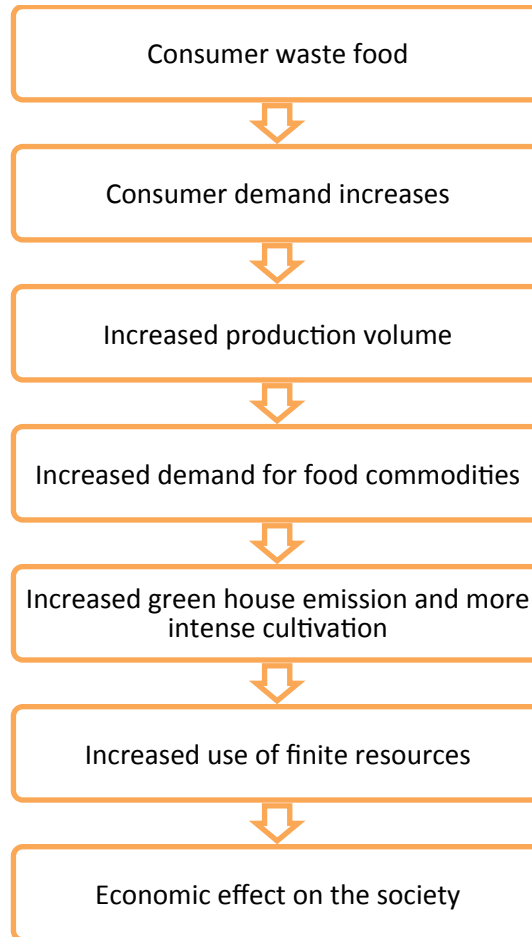 Consumer waste food
Consumer demand increases
Increased production volume
Increased demand for food commodities
Increased green house emission and more
intense cultivation
Increased use of finite resources
Economic effect on the society